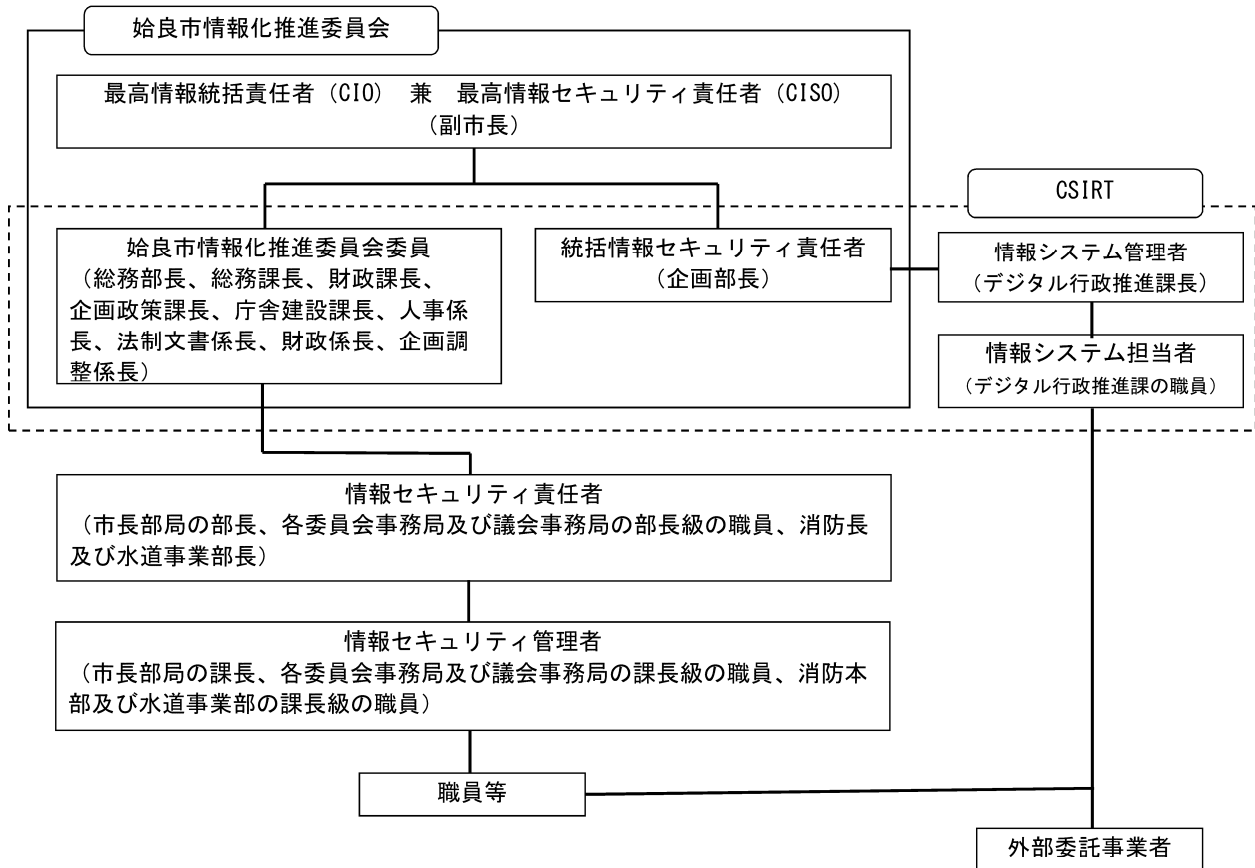 姶良市情報化推進委員会
最高情報統括責任者（CIO）　兼　最高情報セキュリティ責任者（CISO）
（副市長）
CSIRT
姶良市情報化推進委員会委員
（総務部長、総務課長、財政課長、
企画政策課長、庁舎建設課長、人事係
長、法制文書係長、財政係長、企画調
整係長）
統括情報セキュリティ責任者
（企画部長）
情報システム管理者
（デジタル行政推進課長）
情報システム担当者
（デジタル行政推進課の職員）
情報セキュリティ責任者
（市長部局の部長、各委員会事務局及び議会事務局の部長級の職員、消防長
及び水道事業部長）
情報セキュリティ管理者
（市長部局の課長、各委員会事務局及び議会事務局の課長級の職員、消防本
部及び水道事業部の課長級の職員）
職員等
外部委託事業者